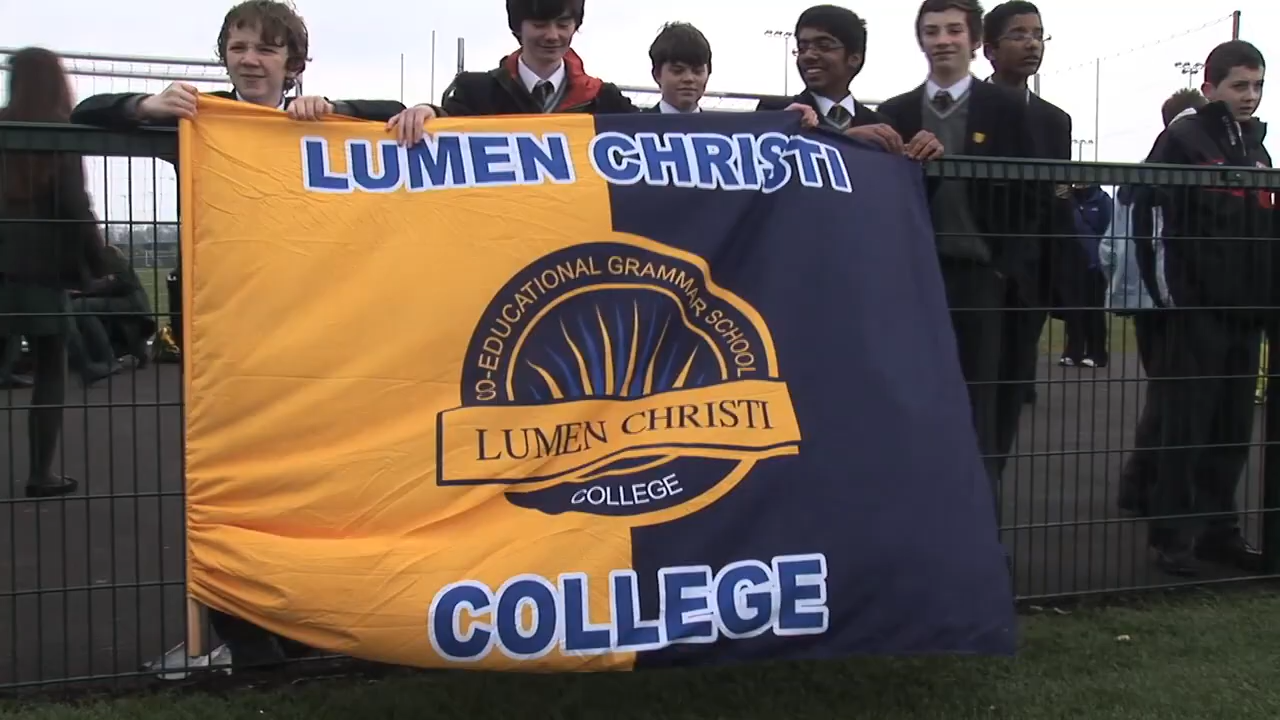 LUMEN CHRISTI
CO-EDUCATIONAL GRAMMAR SCHOOL
LUMEN CHRISTI
COLLEGE
COLLEGE